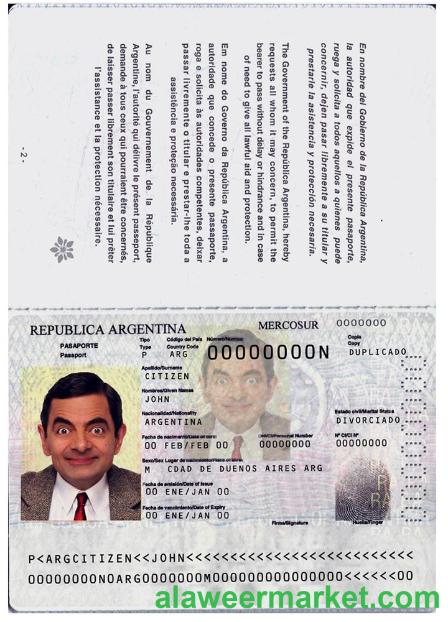 En nombre del Gobierno de la República Argentina,
la autoridad que expide el presente pasaporte,
ruega y solicita a todos aquellos a quienes puede
concernir, dejen pasar libremente a su titular y
prestarle la asistencia y protección necesaria.
The Government of the República Argentina, hereby
requests all whom it may concern, to permit the
bearer to pass without delay or hindrance and in case
of need to give all lawful aid and protection.
Em nome do Governo da República Argentina, a
autoridade que concede o presente passaporte,
roga e solicita às autoridades competentes, deixar
passar livremente o titular e prestar-lhe toda a
assistência e proteção necessária.
Au nom du Gouvernement de la République
Argentine, l'autorité qui délivre le présent passeport,
demande à tous ceux qui pourraient être concernés,
de laisser passer librement son titulaire et lui prêter
l'assistance et la protection nécessaire.
- 2 -
REPUBLICA ARGENTINA MERCOSUR 0000000
PASAPORTE Tipo Código del País Número/Number Copia
Passport Type Country Code 00000000N Copy
P ARG DUPLICADO
Apellido/Surname
CITIZEN
Nombres/Given Names
JOHN
Nacionalidad/Nationality Estado civil/Marital Status
ARGENTINA DIVORCIADO
Fecha de nacimiento/Date of birth Personal Number Nº CI/CI Nº
00 FEB/FEB 00 00000000 00000000
Sexo/Sex Lugar de nacimiento/Place of birth
M CDAD DE BUENOS AIRES ARG
Fecha de emisión/Date of Issue
00 ENE/JAN 00
Fecha de vencimiento/Date of Expiry
00 ENE/JAN 00 Firma/Signature Huella/Finger
P<ARGCITIZEN<<JOHN<<<<<<<<<<<<<<<<<<<<<<<<<<
00000000N0ARG0000000M0000000000000000<<<<<<00
alaweermarket.com